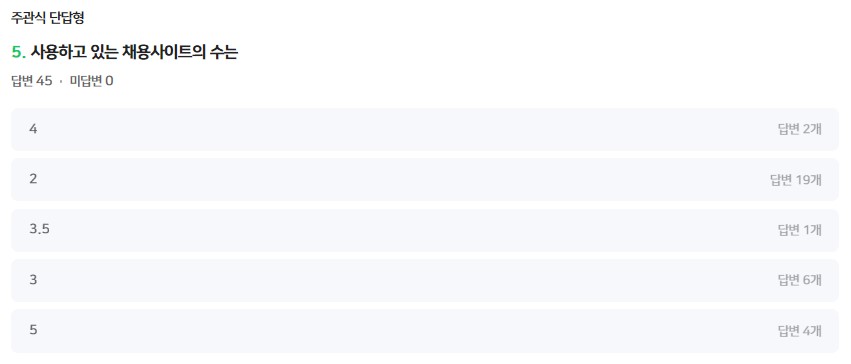 주관식 단답형
5. 사용하고 있는 채용사이트의 수는
답변 45 · 미답변 0
4 답변 2개
2 답변 19개
3.5 답변 1개
3 답변 6개
5 답변 4개